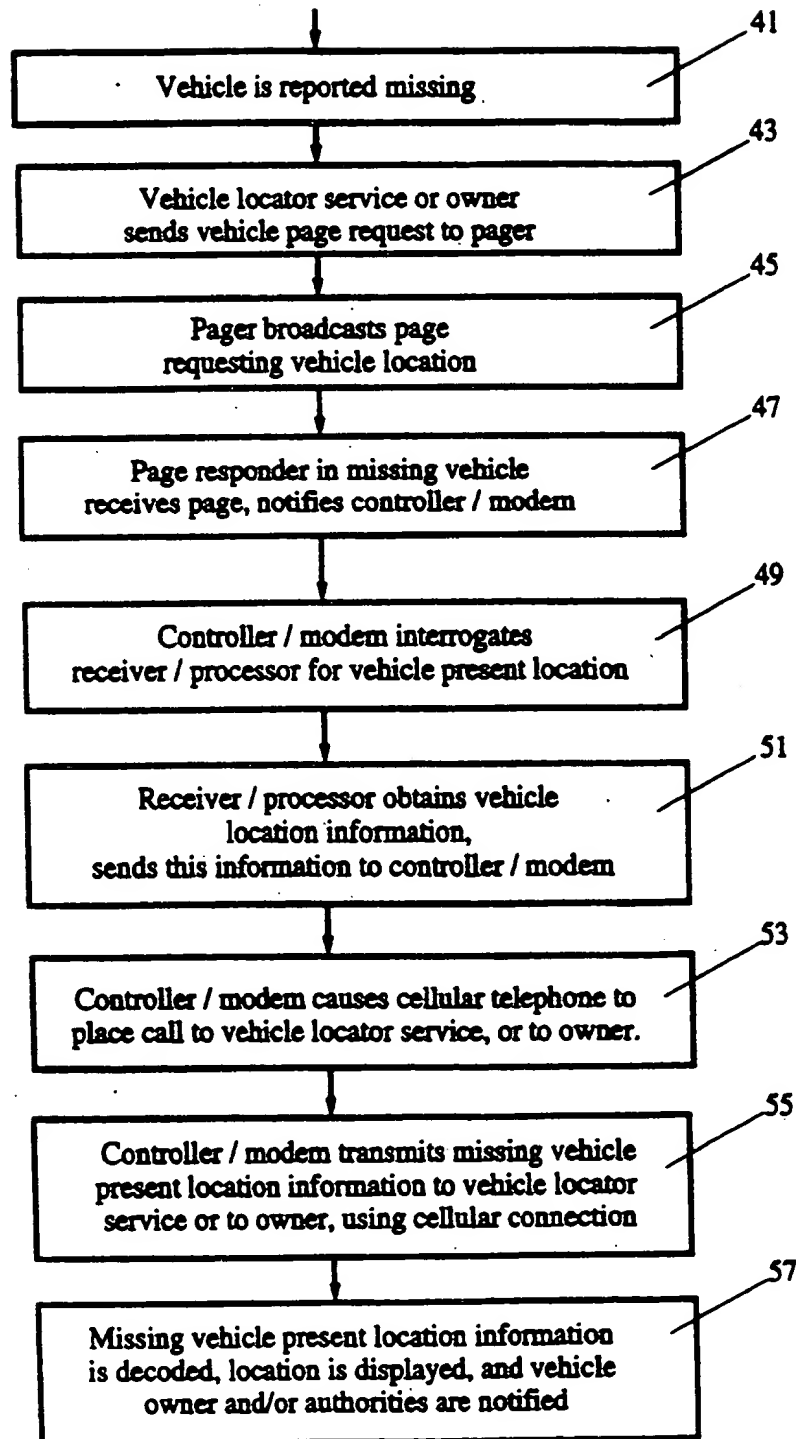 41
Vehicle is reported missing
43
Vehicle locator service or owner
sends vehicle page request to pager
45
Pager broadcasts page
requesting vehicle location
47
Page responder in missing vehicle
receives page, notifies controller / modem
49
Controller / modem interrogates
receiver / processor for vehicle present location
51
Receiver / processor obtains vehicle
location information,
sends this information to controller / modem
53
Controller / modem causes cellular telephone to
place call to vehicle locator service, or to owner.
55
Controller / modem transmits missing vehicle
present location information to vehicle locator
service or to owner, using cellular connection
57
Missing vehicle present location information
is decoded, location is displayed, and vehicle
owner and/or authorities are notified